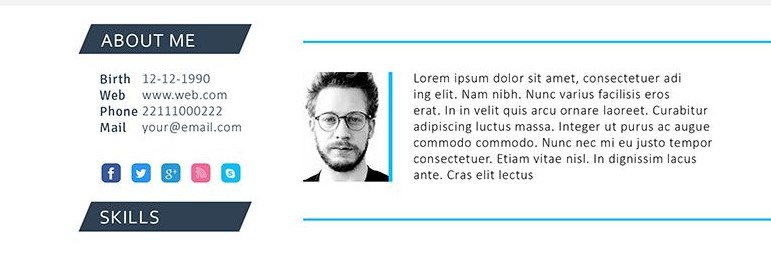 ABOUT ME
Birth 12-12-1990
Web www.web.com
Phone 22111000222
Mail your@email.com
SKILLS
Lorem ipsum dolor sit amet, consectetuer adi
ing elit. Nam nibh. Nunc varius facilisis eros
erat. In in velit quis arcu ornare laoreet. Curabitur
adipiscing luctus massa. Integer ut purus ac augue
commodo commodo. Nunc nec mi eu justo tempor
consectetuer. Etiam vitae nisl. In dignissim lacus
ante. Cras elit lectus